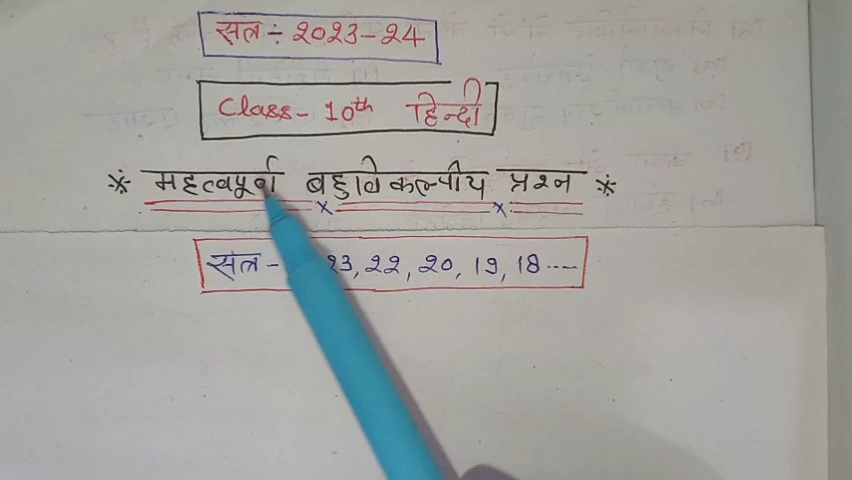 सत्र ÷ 2023-24
Class- 10th हिन्दी
* महत्वपूर्ण बहुविकल्पीय प्रश्न *
सत्र - 23, 22, 20, 19, 18 ....